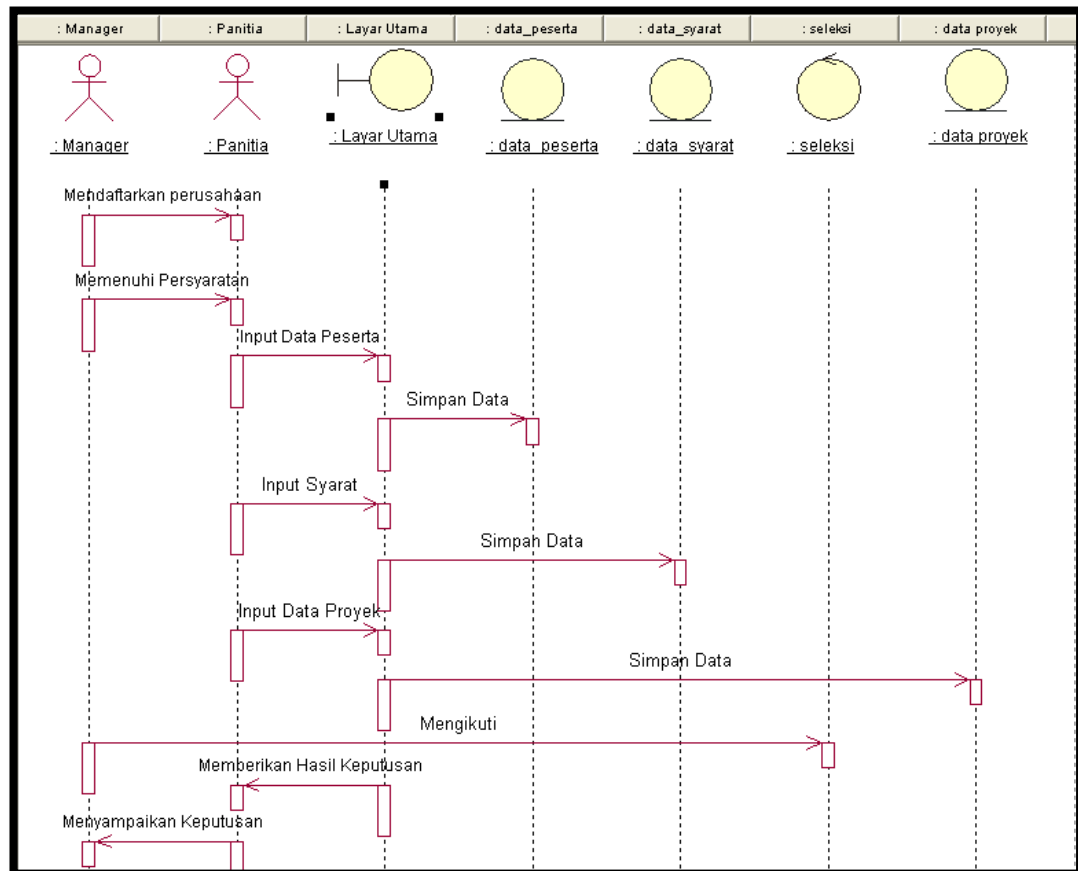 : Manager
: Panitia
: Layar Utama
: data_peserta
: data_syarat
: seleksi
: data proyek
: Manager
: Panitia
: Layar Utama
: data_peserta
: data_syarat
: seleksi
: data proyek
Mendaftarkan perusahaan
Memenuhi Persyaratan
Input Data Peserta
Simpan Data
Input Syarat
Simpah Data
Input Data Proyek
Simpan Data
Mengikuti
Memberikan Hasil Keputusan
Menyampaikan Keputusan